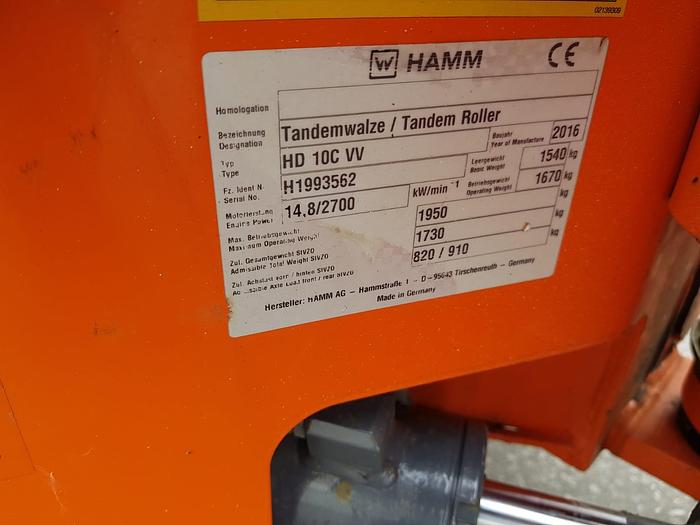 02139309
HAMM CE
Homologation
Bezeichnung
Designation
Tandemwalze / Tandem Roller
Typ
Type
HD 10C VV
Baujahr
Year of Manufacture
2016
Fz. Ident N
Serial No.
H1993562
Leergewicht
Basic Weight
1540 kg
Motorleistung
Engine Power
14,8/2700
kW/min -1
Betriebsgewicht
Operating Weight
1670 kg
Max. Betriebsgewicht
Maximum Operating Weight
1950 kg
Zul. Gesamtgewicht StVZO
Admissible Total Weight StVZO
1730 kg
Zul. Achslast vorn / hinten StVZO
Admissible Axle Load front / rear StVZO
820 / 910 kg
Hersteller: HAMM AG – Hammstraße 1 – D – 95643 Tirschenreuth – Germany
Made in Germany